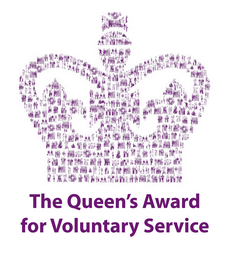 The Queen's Award
for Voluntary Service